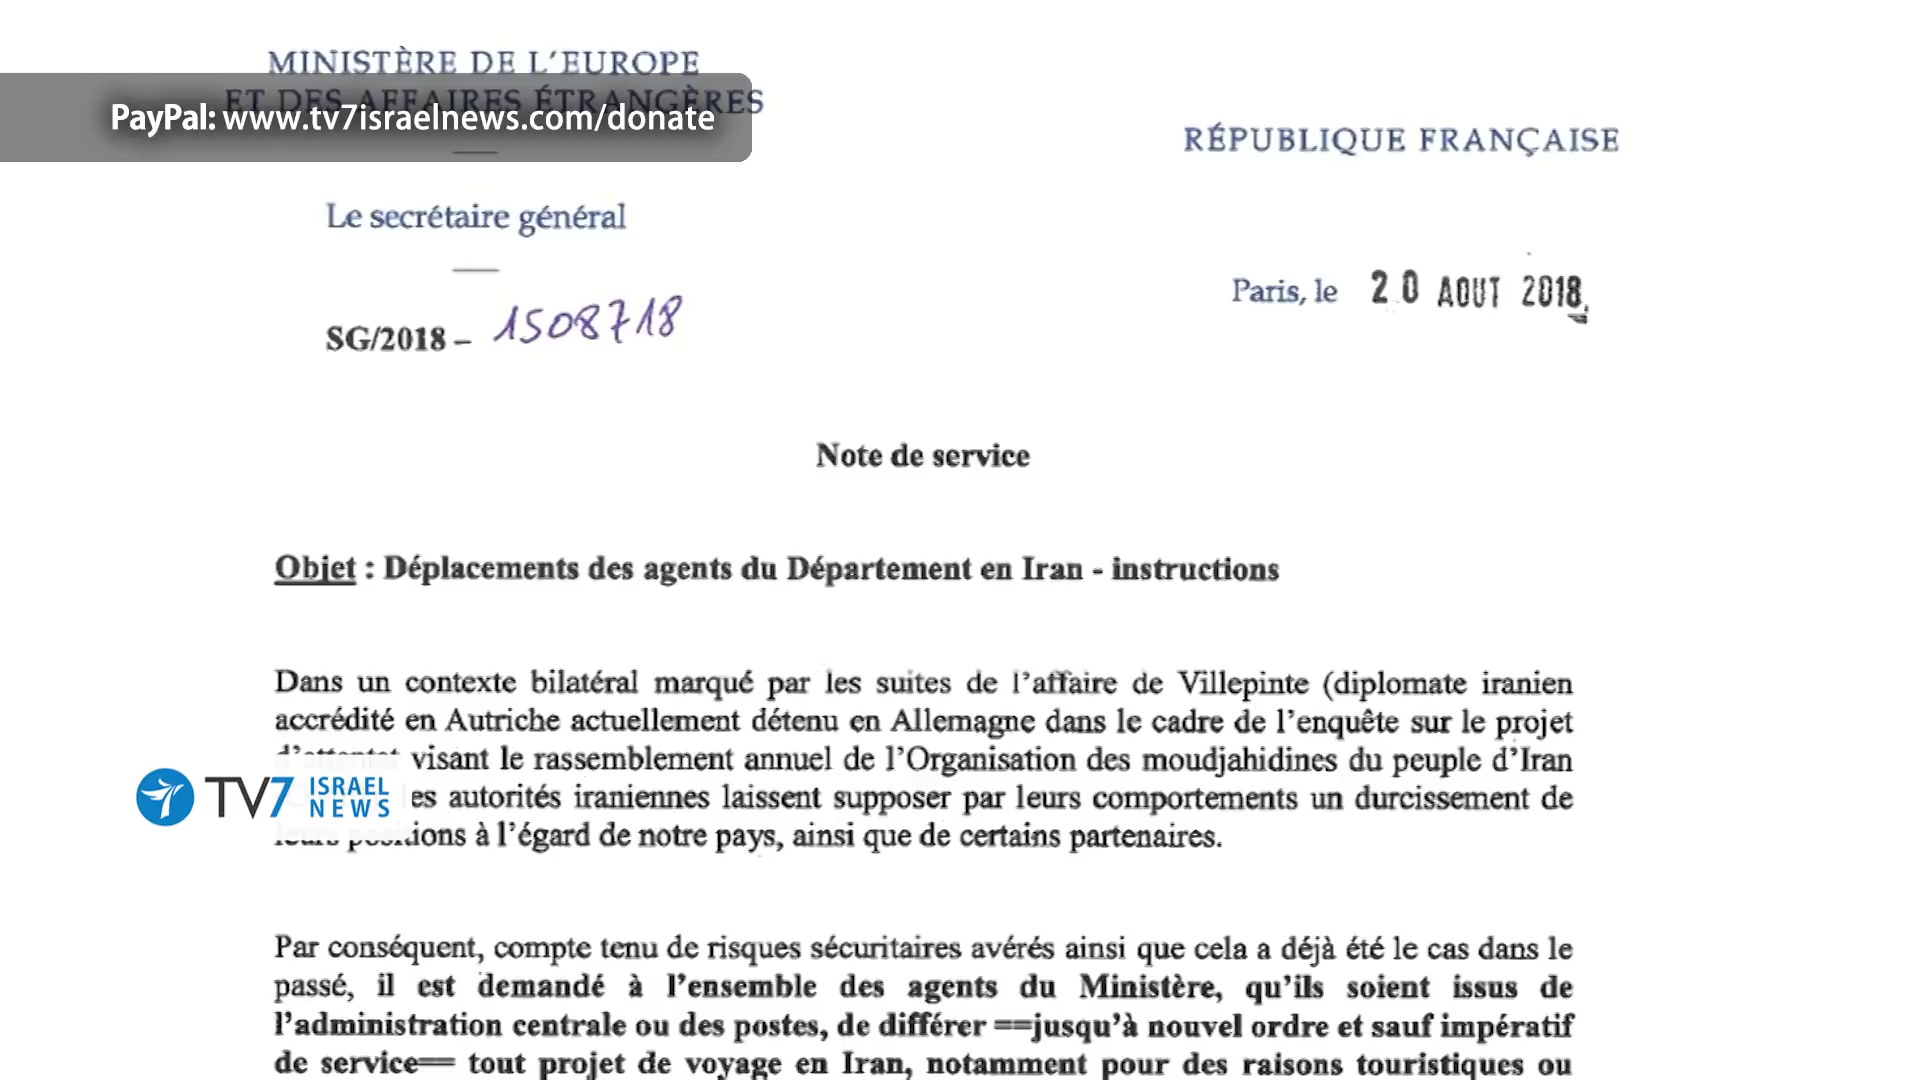 MINISTÈRE DE L'EUROPE
ET DES AFFAIRES ÉTRANGÈRES
PayPal: www.tv7israelnews.com/donate
RÉPUBLIQUE FRANÇAISE
Le secrétaire général
Paris, le 20 AOUT 2018
SG/2018 – 1508718
Note de service
Objet : Déplacements des agents du Département en Iran - instructions
Dans un contexte bilatéral marqué par les suites de l'affaire de Villepinte (diplomate iranien
accrédité en Autriche actuellement détenu en Allemagne dans le cadre de l'enquête sur le projet
d'attentat visant le rassemblement annuel de l'Organisation des moudjahidines du peuple d'Iran
es autorités iraniennes laissent supposer par leurs comportements un durcissement de
leurs positions à l'égard de notre pays, ainsi que de certains partenaires.
TV7 ISRAEL
NEWS
Par conséquent, compte tenu de risques sécuritaires avérés ainsi que cela a déjà été le cas dans le
passé, il est demandé à l'ensemble des agents du Ministère, qu'ils soient issus de
l'administration centrale ou des postes, de différer ==jusqu'à nouvel ordre et sauf impératif
de service== tout projet de voyage en Iran, notamment pour des raisons touristiques ou